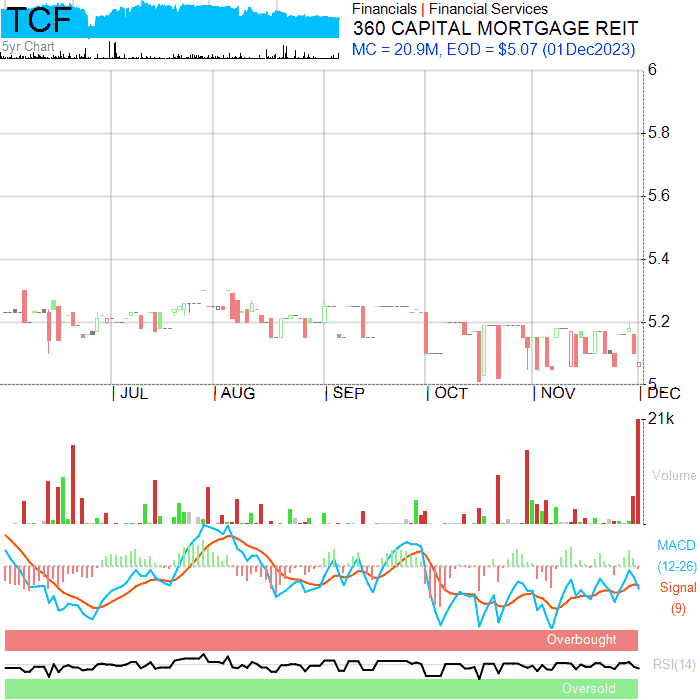 TCF
5yr Chart
Financials | Financial Services
360 CAPITAL MORTGAGE REIT
MC = 20.9M, EOD = $5.07 (01Dec2023)
6
5.8
5.6
5.4
5.2
5
JUL
AUG
SEP
OCT
NOV
DEC
21k
Volume
MACD
(12-26)
Signal
(9)
Overbought
RSI(14)
Oversold